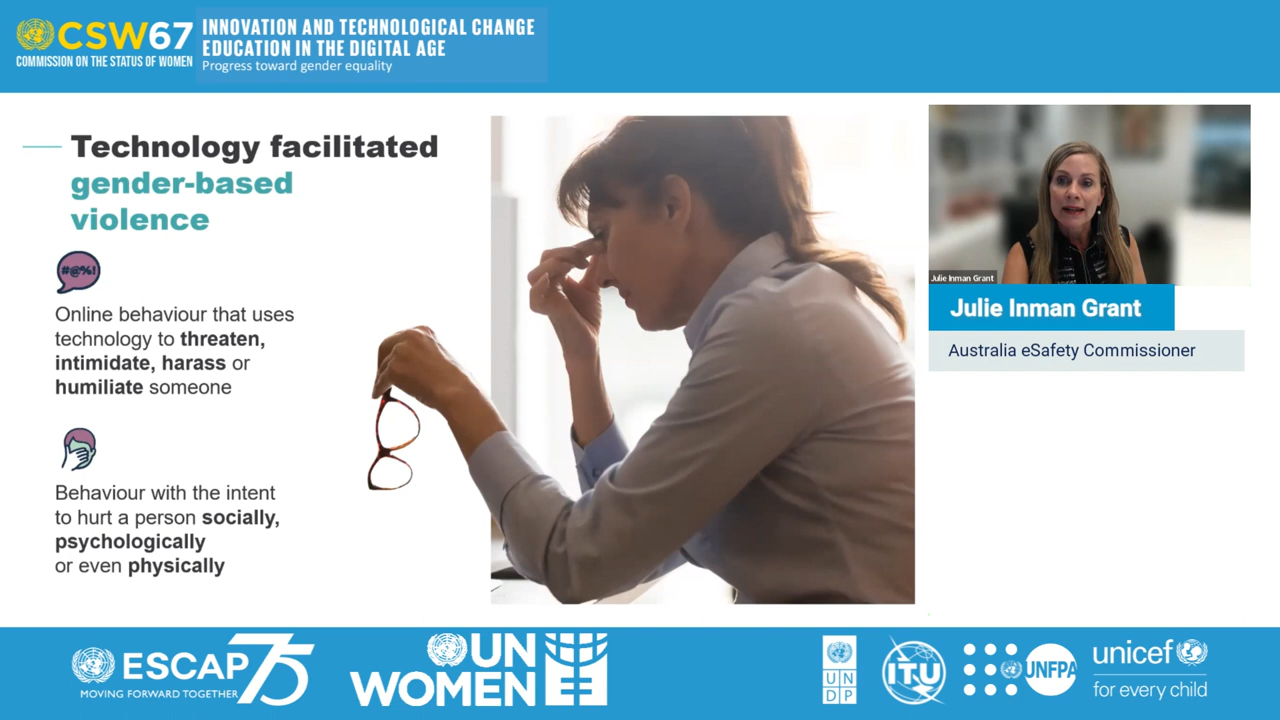 CSW67
COMMISSION ON THE STATUS OF WOMEN
INNOVATION AND TECHNOLOGICAL CHANGE
EDUCATION IN THE DIGITAL AGE
Progress toward gender equality
Technology facilitated
gender-based
violence
#@%!
Online behaviour that uses
technology to threaten,
intimidate, harass or
humiliate someone
Behaviour with the intent
to hurt a person socially,
psychologically
or even physically
Julie Inman Grant
Julie Inman Grant
Australia eSafety Commissioner
ESCAP 75
MOVING FORWARD TOGETHER
UN
WOMEN
UN
DP
ITU
UNFPA
unicef
for every child